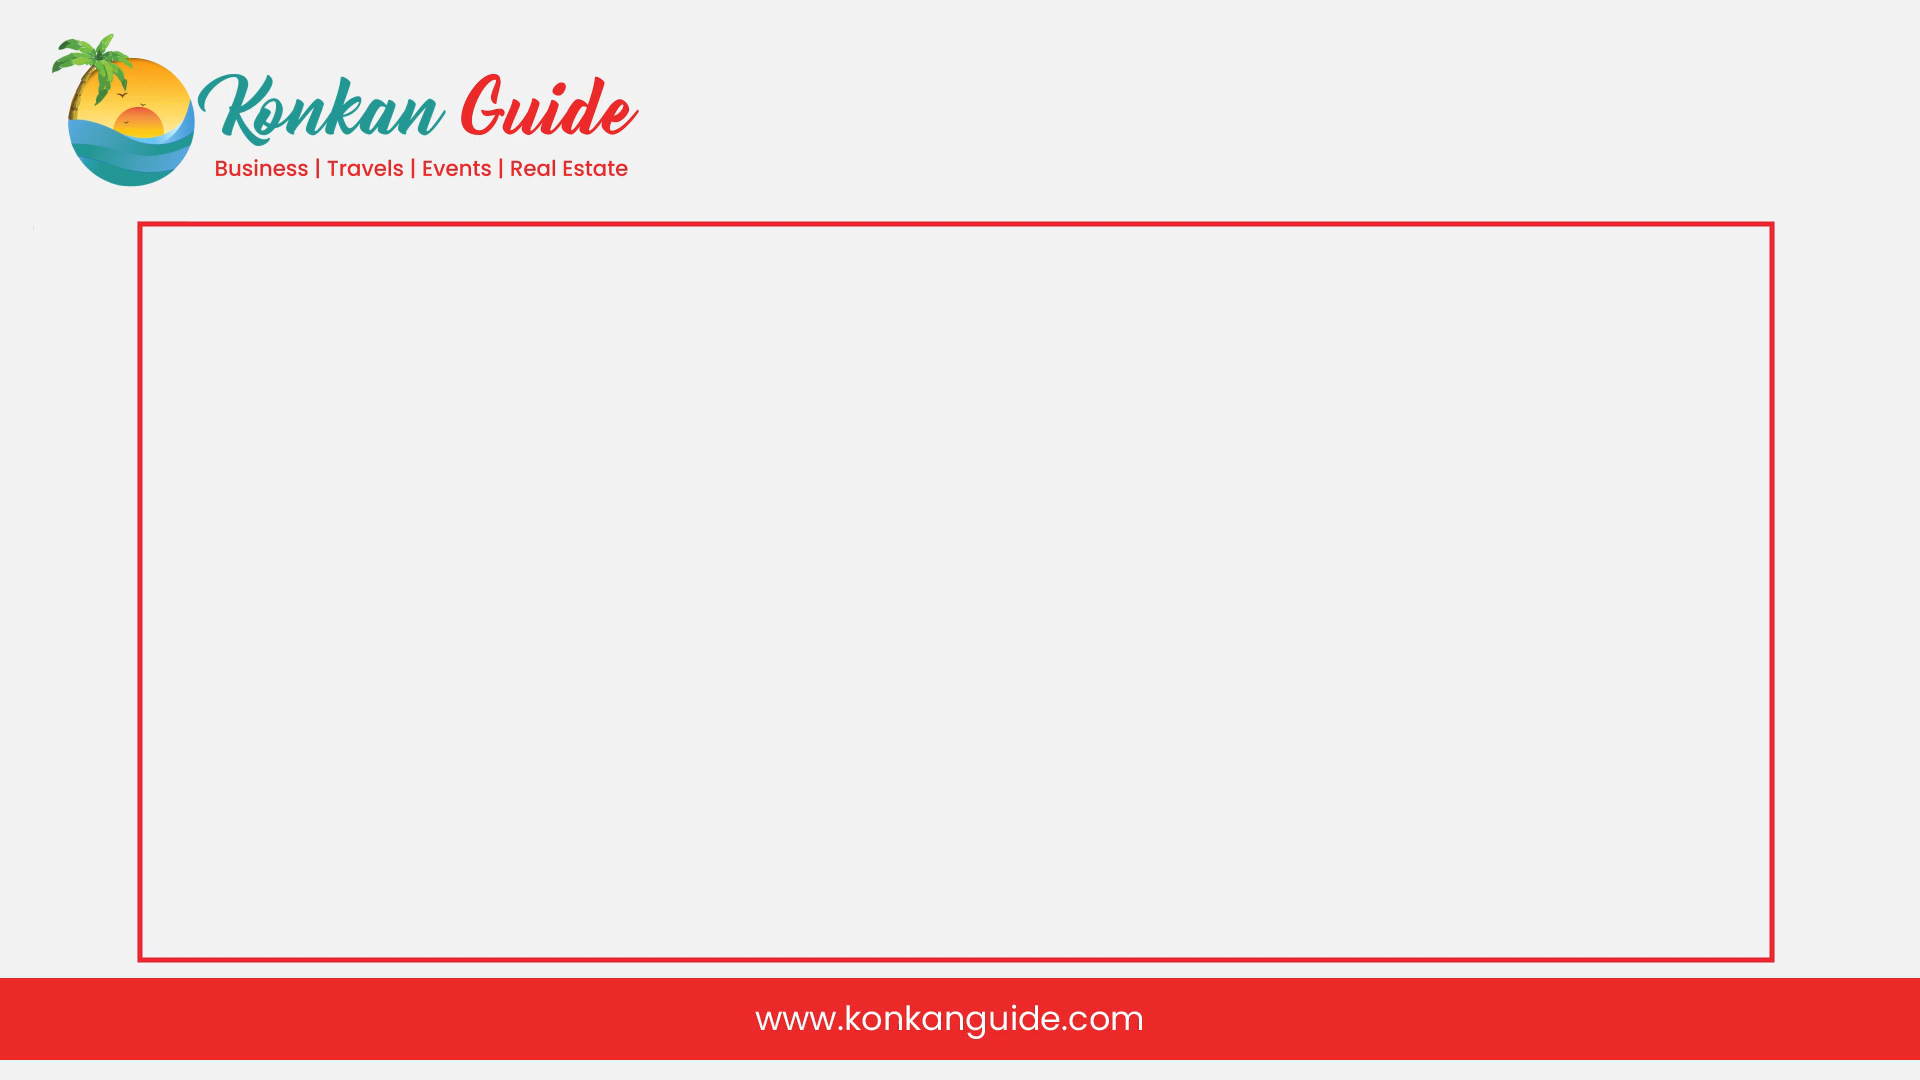 Konkan Guide
Business | Travels | Events | Real Estate
www.konkanguide.com